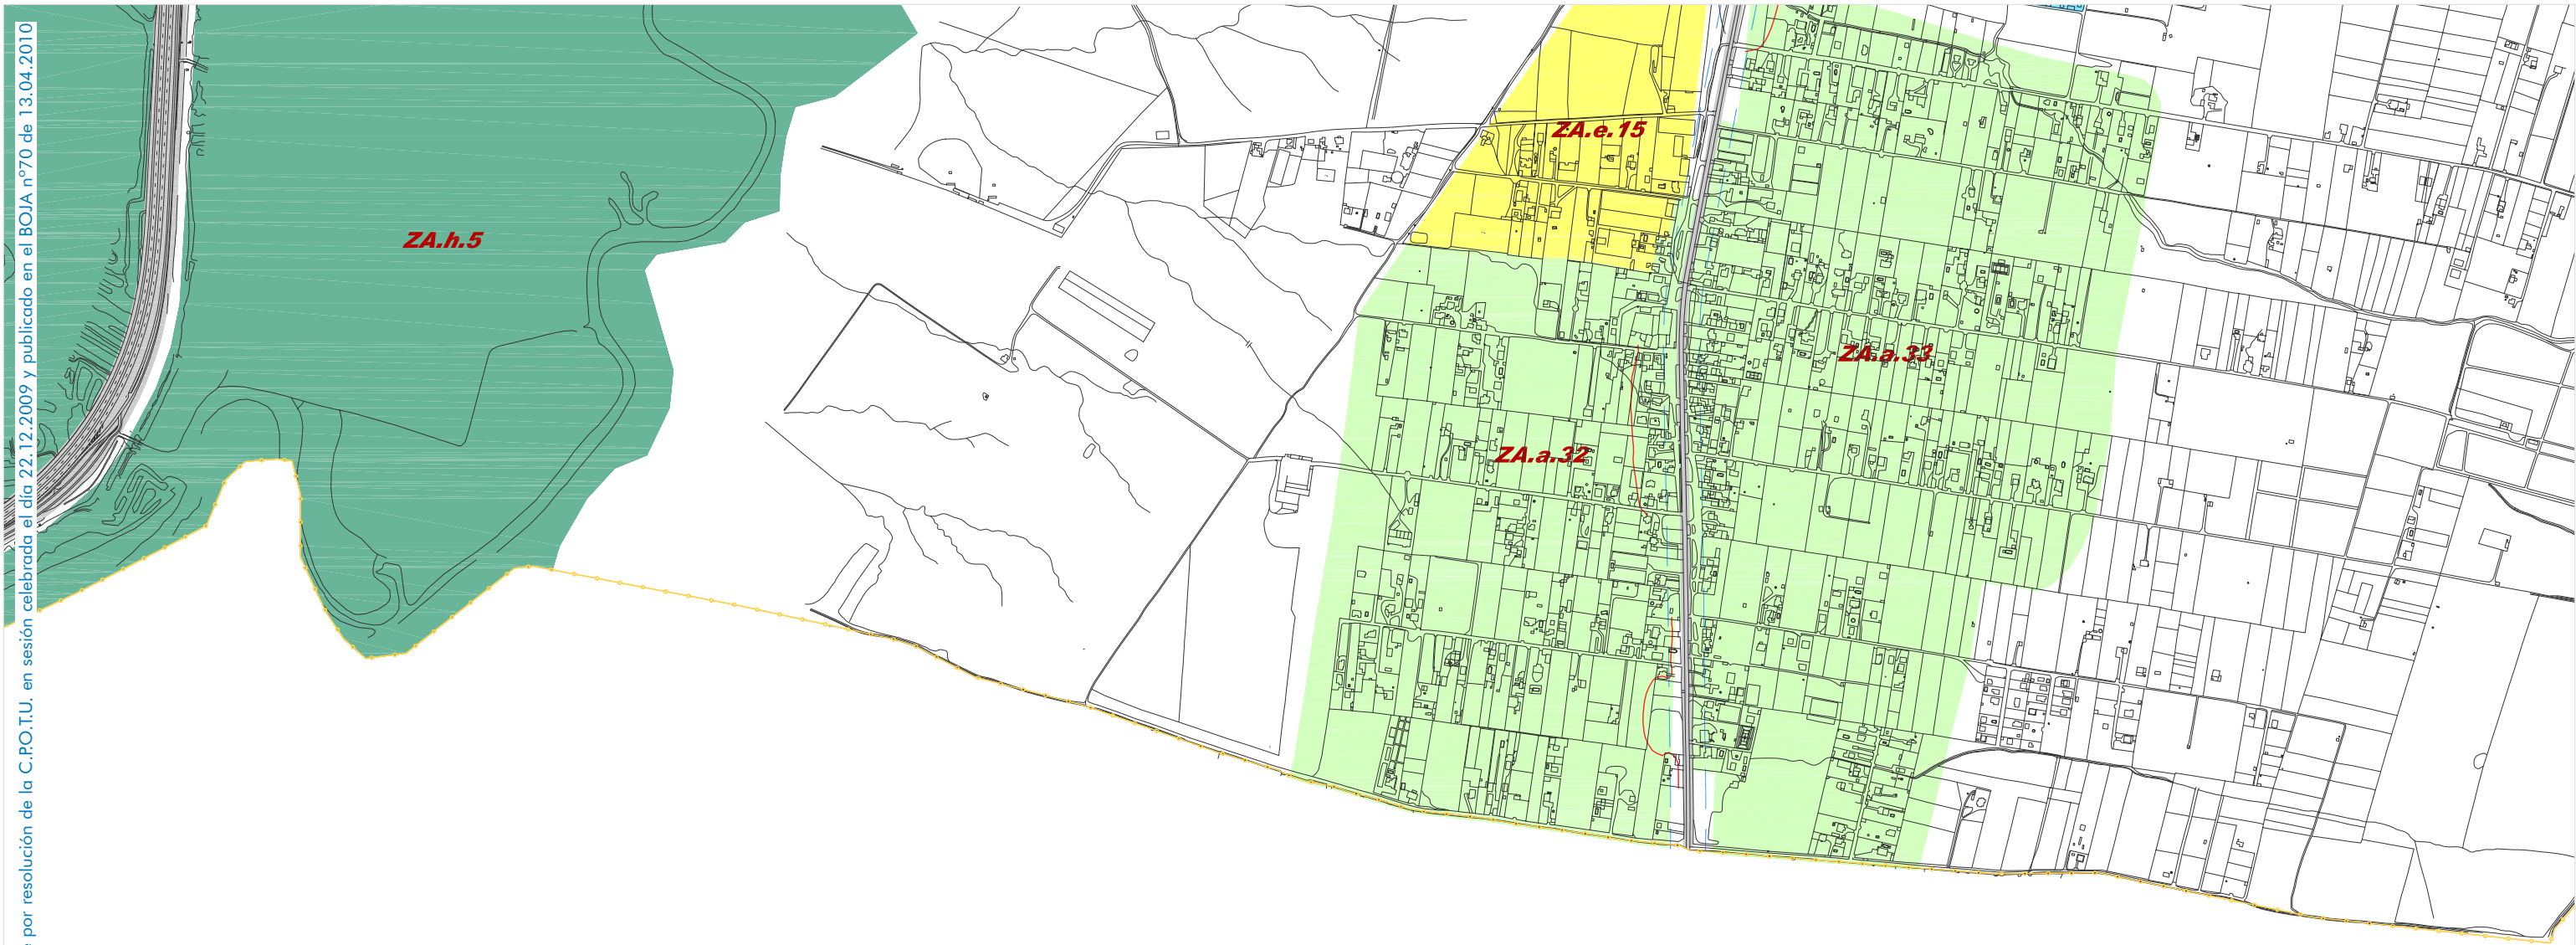 por resolución de la C.P.O.T.U. en sesión celebrada el día 22.12.2009 y publicado en el BOJA nº70 de 13.04.2010
ZA.e.15
ZA.h.5
ZA.a.33
ZA.a.32